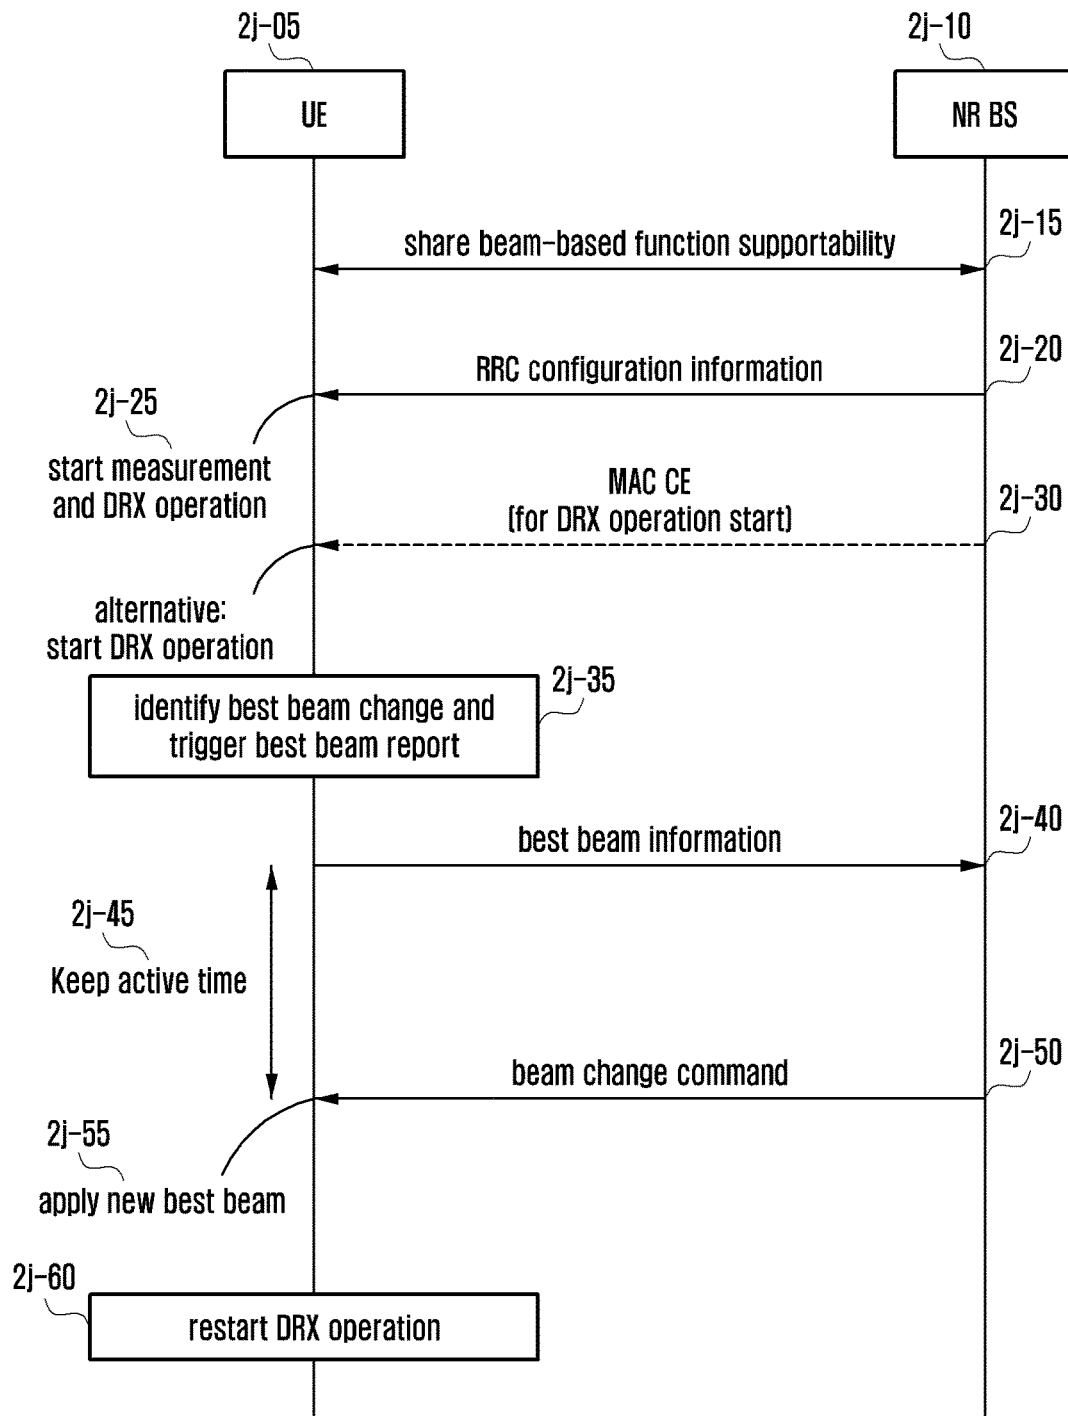 2j-05
2j-10
UE
NR BS
2j-15
share beam-based function supportability
2j-20
RRC configuration information
2j-25
start measurement
and DRX operation
MAC CE
(for DRX operation start)
2j-30
alternative:
start DRX operation
2j-35
identify best beam change and
trigger best beam report
2j-40
best beam information
2j-45
Keep active time
2j-50
beam change command
2j-55
apply new best beam
2j-60
restart DRX operation